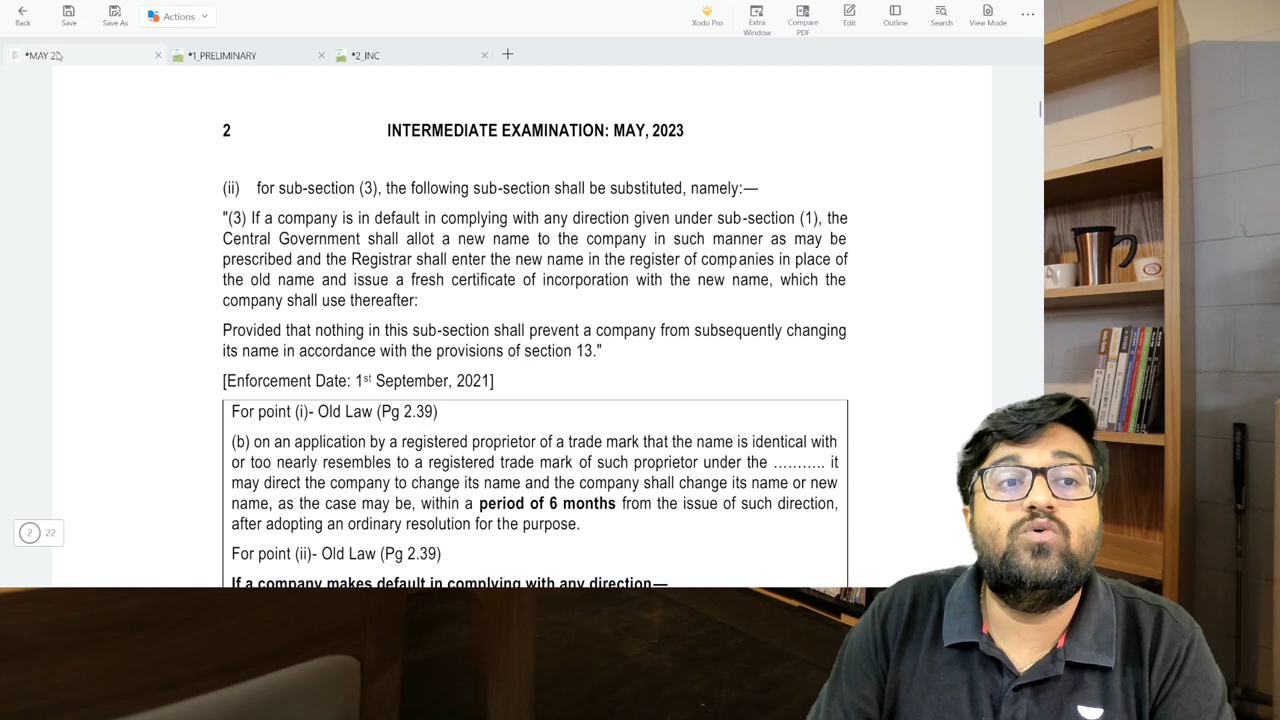 Back
Save
Save As
Actions
Xodo Pro
Extra Window
Compare PDF
Edit
Outline
Search
View Mode
*MAY 2
*1_PRELIMINARY
*2_INC
2 INTERMEDIATE EXAMINATION: MAY, 2023
(ii) for sub-section (3), the following sub-section shall be substituted, namely:—
"(3) If a company is in default in complying with any direction given under sub-section (1), the
Central Government shall allot a new name to the company in such manner as may be
prescribed and the Registrar shall enter the new name in the register of companies in place of
the old name and issue a fresh certificate of incorporation with the new name, which the
company shall use thereafter:
Provided that nothing in this sub-section shall prevent a company from subsequently changing
its name in accordance with the provisions of section 13."
[Enforcement Date: 1st September, 2021]
For point (i)- Old Law (Pg 2.39)
(b) on an application by a registered proprietor of a trade mark that the name is identical with
or too nearly resembles to a registered trade mark of such proprietor under the ……….. it
may direct the company to change its name and the company shall change its name or new
name, as the case may be, within a period of 6 months from the issue of such direction,
after adopting an ordinary resolution for the purpose.
For point (ii)- Old Law (Pg 2.39)
If a company makes default in complying with any direction—
2 22